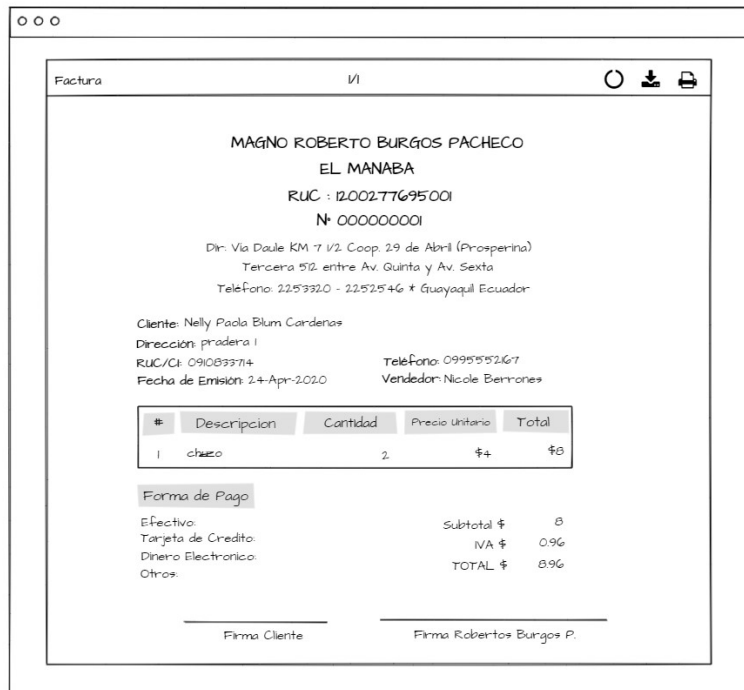 Factura 1/1
MAGNO ROBERTO BURGOS PACHECO
EL MANABA
RUC : 1200277695001
Nº 000000001
Dir: Via Daule KM 7 1/2 Coop. 29 de Abril (Prosperina)
Tercera 512 entre Av. Quinta y Av. Sexta
Teléfono: 2253320 - 2252546 * Guayaquil Ecuador
Cliente: Nelly Paola Blum Cardenas
Dirección: pradera 1
RUC/CI: 0910833714 Teléfono: 0995552167
Fecha de Emisión: 24-Apr-2020 Vendedor: Nicole Berrones
# Descripcion Cantidad Precio Unitario Total
1 2 $4 $8
Forma de Pago
Efectivo: Subtotal $ 8
Tarjeta de Credito: IVA $ 0.96
Dinero Electronico: TOTAL $ 8.96
Otros:
Firma Cliente Firma Robertos Burgos P.